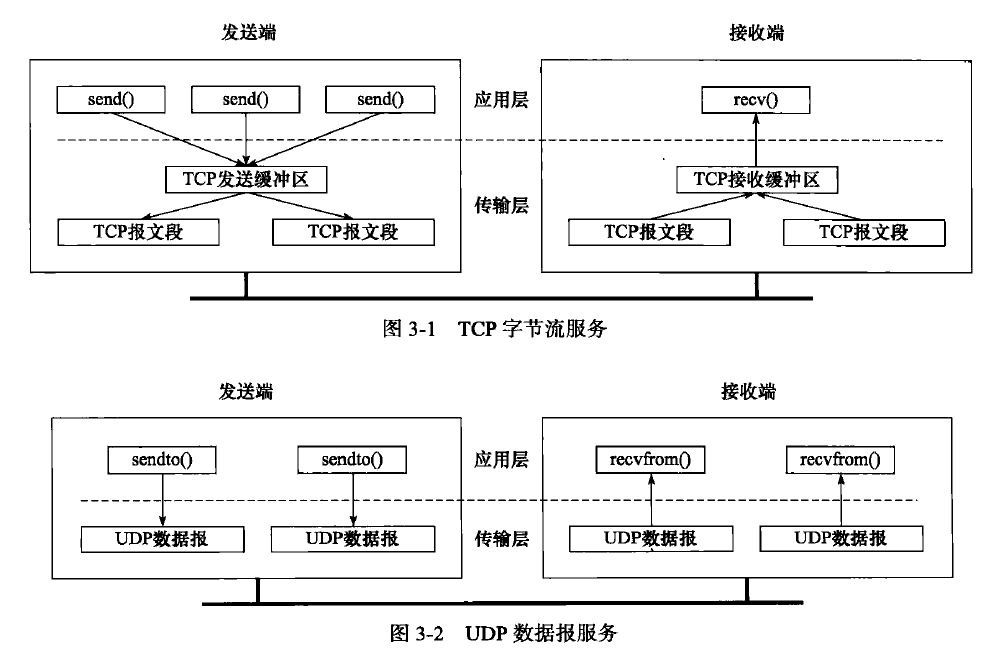 发送端
接收端
send()
send()
send()
应用层
recv()
TCP发送缓冲区
TCP接收缓冲区
传输层
TCP报文段
TCP报文段
TCP报文段
TCP报文段
图 3-1 TCP 字节流服务
发送端
接收端
sendto()
sendto()
应用层
recvfrom()
recvfrom()
UDP数据报
UDP数据报
传输层
UDP数据报
UDP数据报
图 3-2 UDP 数据报服务